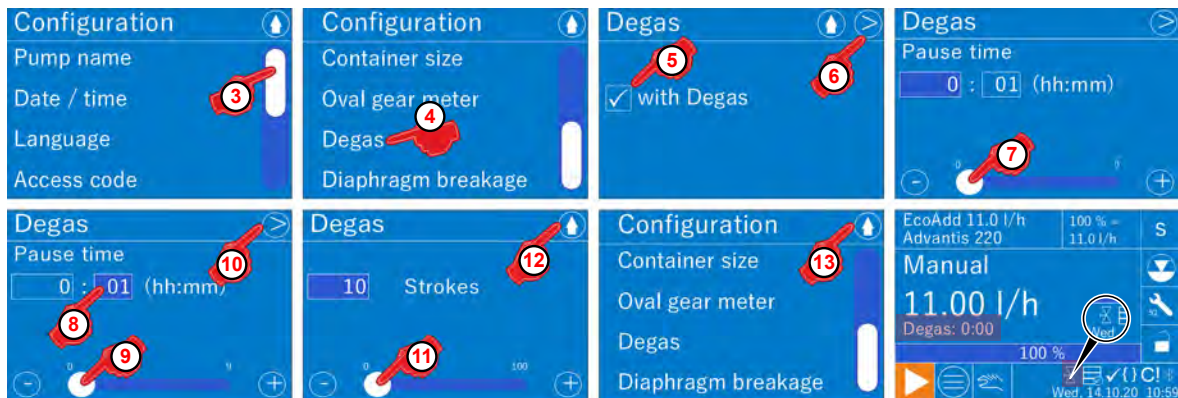 Configuration
Pump name
Date / time
Language
Access code
3
Configuration
Container size
Oval gear meter
Degas
Diaphragm breakage
4
Degas
with Degas
5
6
Degas
Pause time
0 : 01 (hh:mm)
7
0
9
- +
Degas
Pause time
0 : 01 (hh:mm)
8
9
10
0 9
- +
Degas
10 Strokes
11
12
0 100
- +
Configuration
Container size
Oval gear meter
Degas
Diaphragm breakage
13
EcoAdd 11.0 l/h
Advantis 220
100 % =
11.0 l/h
S
Manual
11.00 l/h
Degas: 0:00
Wed
100 %
{} C!
Wed, 14.10.20 10:59